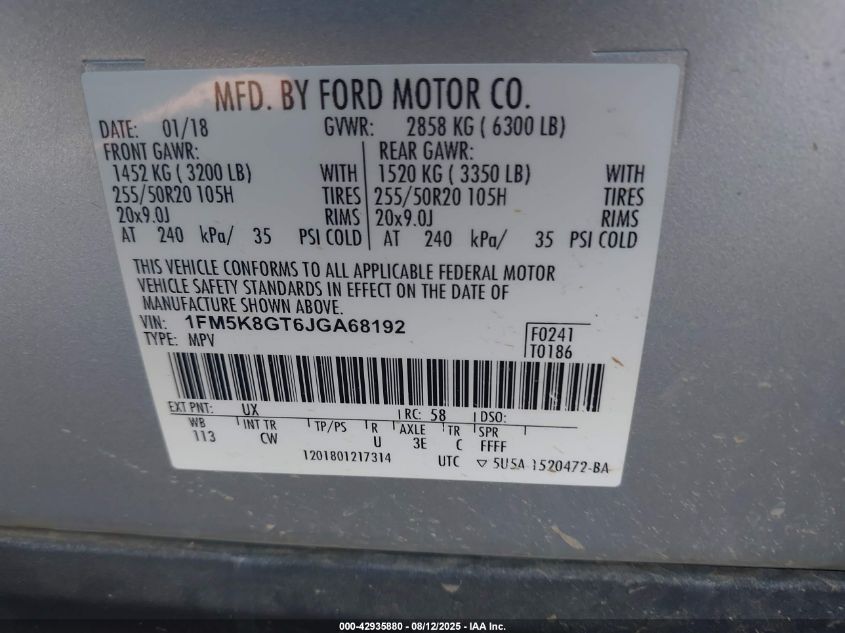 MFD. BY FORD MOTOR CO.
DATE: 01/18 GVWR: 2858 KG ( 6300 LB)
FRONT GAWR: REAR GAWR:
1452 KG ( 3200 LB) WITH 1520 KG ( 3350 LB) WITH
255/50R20 105H TIRES 255/50R20 105H TIRES
20x9.0J RIMS 20x9.0J RIMS
AT 240 kPa/ 35 PSI COLD AT 240 kPa/ 35 PSI COLD
THIS VEHICLE CONFORMS TO ALL APPLICABLE FEDERAL MOTOR
VEHICLE SAFETY STANDARDS IN EFFECT ON THE DATE OF
MANUFACTURE SHOWN ABOVE.
VIN: 1FM5K8GT6JGA68192 F0241
TYPE: MPV T0186
EXT PNT: UX RC: 58 DSO:
WB INT TR TP/PS R AXLE TR SPR
113 CW U 3E C FFFF
1201801217314 UTC ▽ 5U5A 1520472-BA
000-42935880 - 08/12/2025 - IAA Inc.